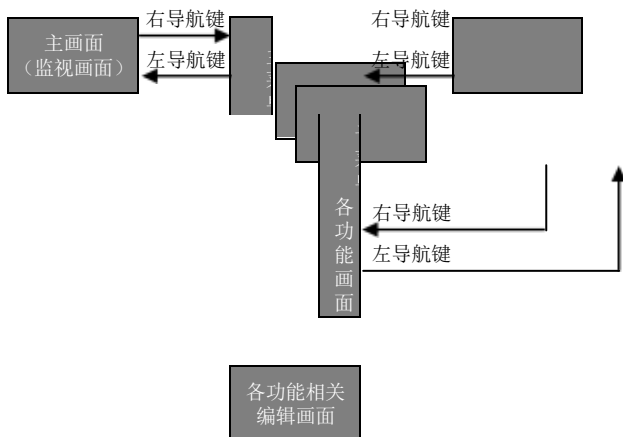 主画面
（监视画面）
右导航键
左导航键
右导航键
左导航键
右导航键
左导航键
各
功
能
画
面
各功能相关
编辑画面